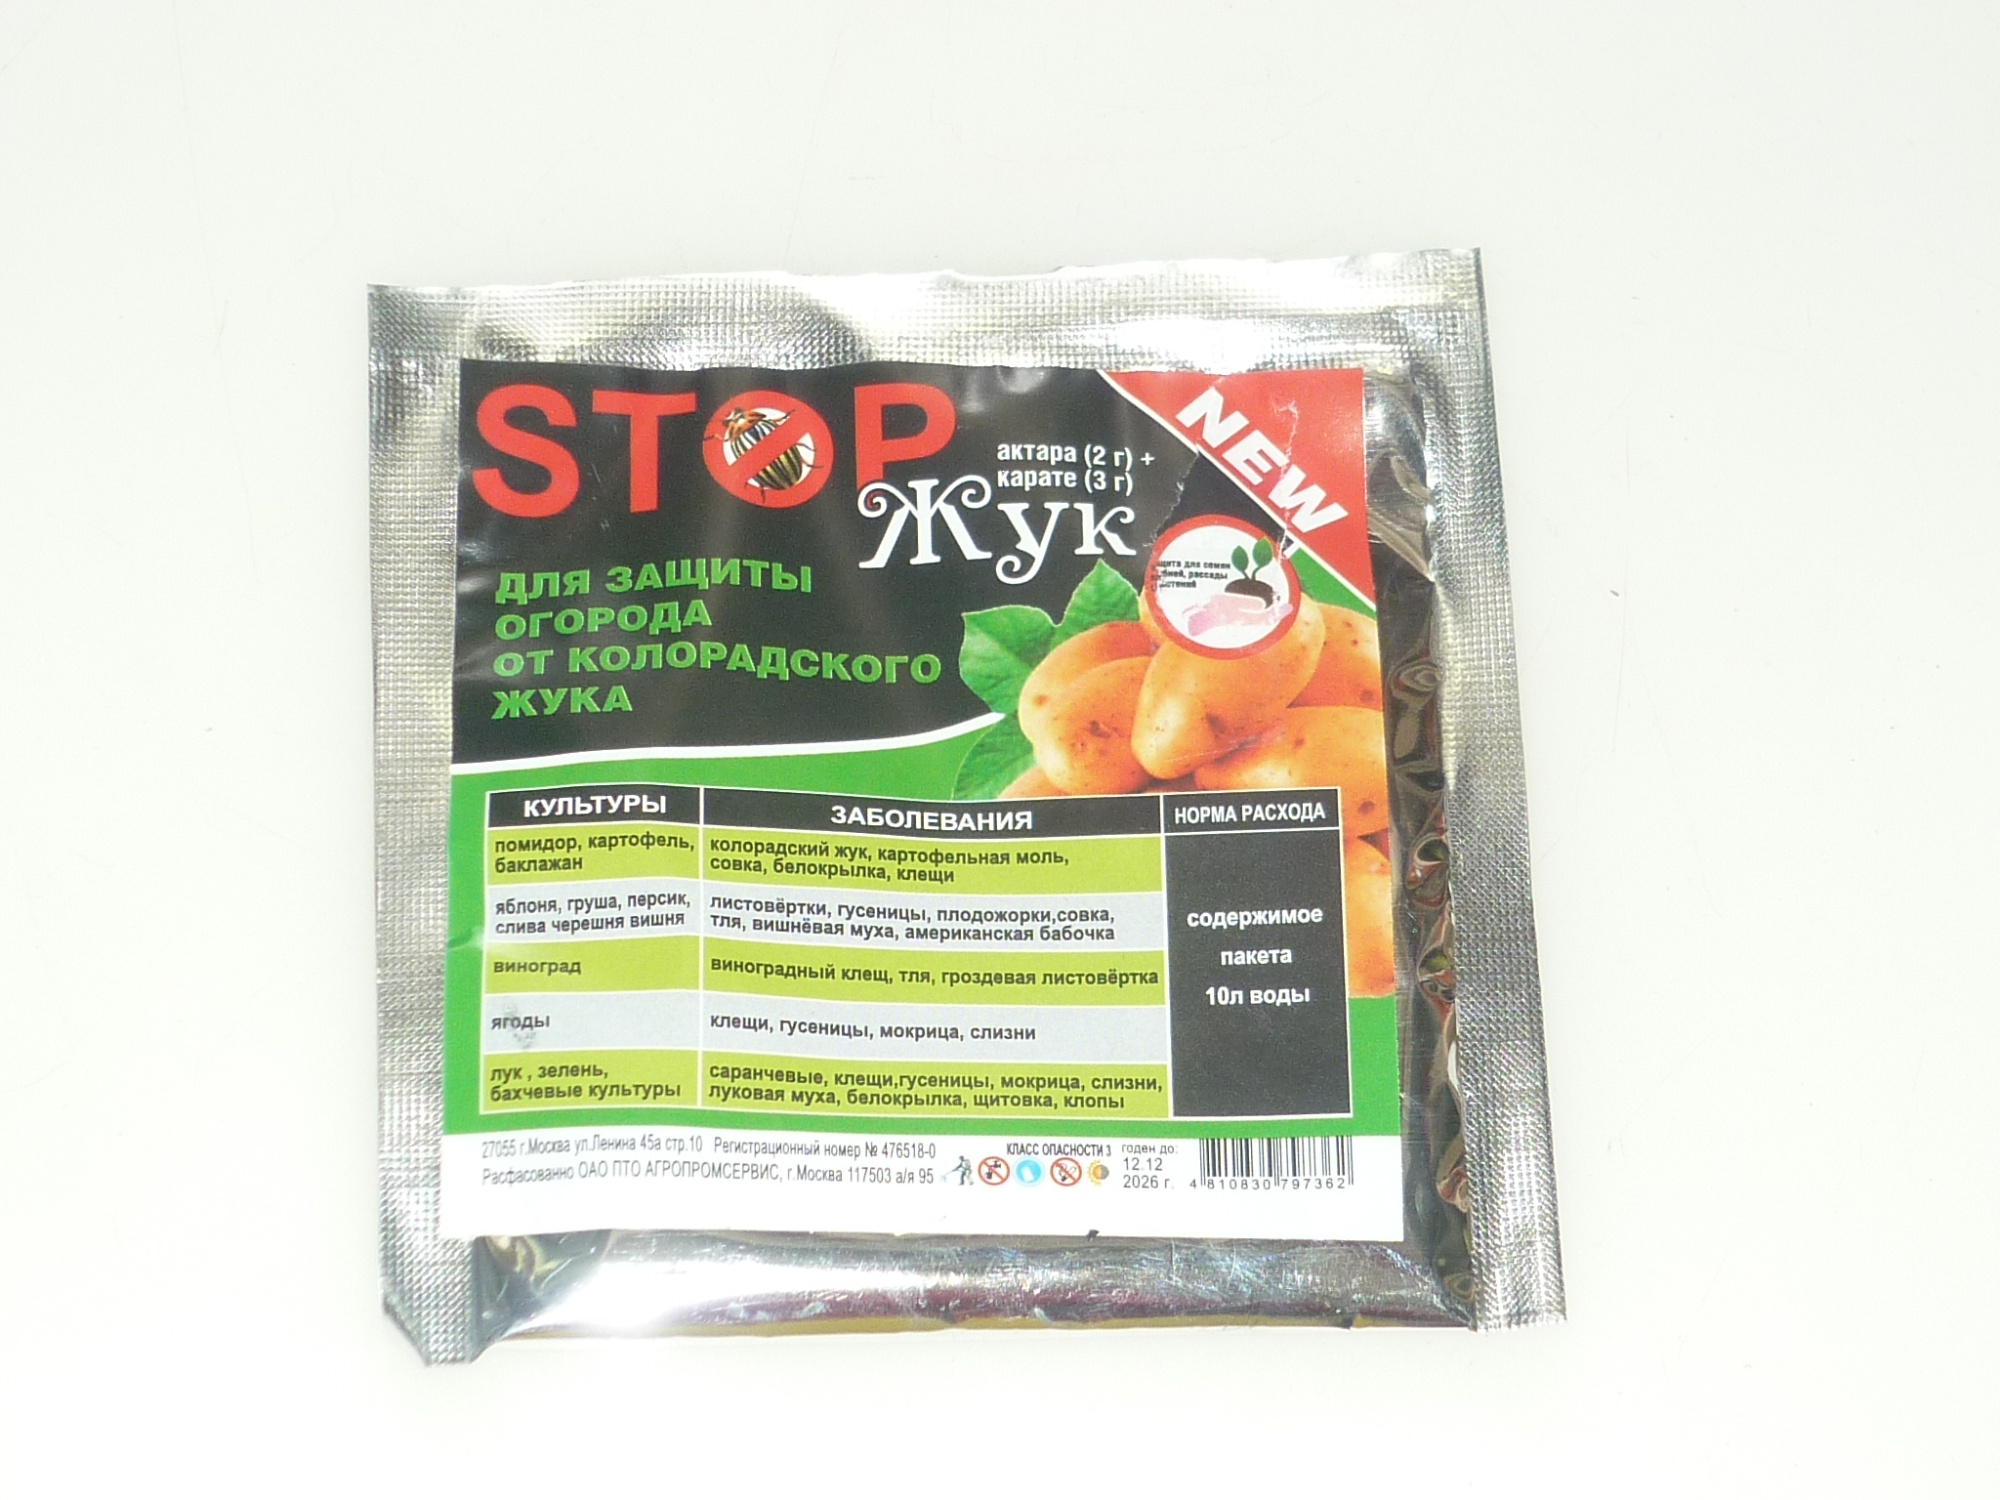 STOP
Жук
актара (2 г) +
карате (3 г)
NEW
для семян
рассады
ДЛЯ ЗАЩИТЫ
ОГОРОДА
ОТ КОЛОРАДСКОГО
ЖУКА
КУЛЬТУРЫ ЗАБОЛЕВАНИЯ НОРМА РАСХОДА
помидор, картофель,
баклажан
колорадский жук, картофельная моль,
совка, белокрылка, клещи
яблоня, груша, персик,
слива черешня вишня
листовёртки, гусеницы, плодожорки,совка,
тля, вишнёвая муха, американская бабочка
виноград
виноградный клещ, тля, гроздевая листовёртка
ягоды
клещи, гусеницы, мокрица, слизни
лук , зелень,
бахчевые культуры
саранчевые, клещи,гусеницы, мокрица, слизни,
луковая муха, белокрылка, щитовка, клопы
содержимое
пакета
10л воды
27055 г.Москва ул.Ленина 45а стр.10 Регистрационный номер № 476518-0
Расфасованно ОАО ПТО АГРОПРОМСЕРВИС, г.Москва 117503 а/я 95
КЛАСС ОПАСНОСТИ 3
годен до:
12.12
2026 г.
4 810830 797362